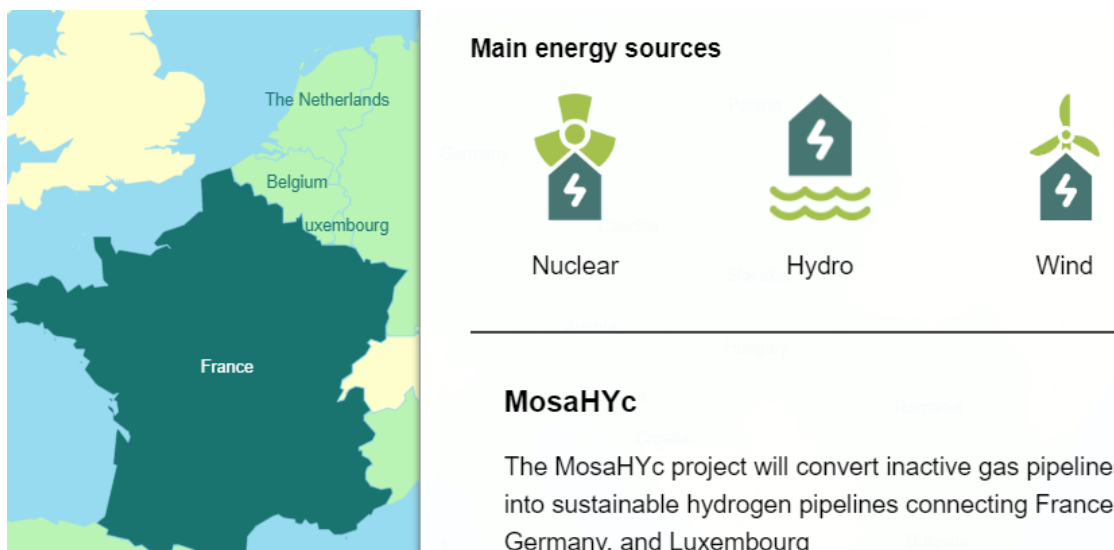 The Netherlands
Belgium
Luxembourg
France
Main energy sources
Nuclear
Hydro
Wind
MosaHYc
The MosaHYc project will convert inactive gas pipeline
into sustainable hydrogen pipelines connecting France
Germany, and Luxembourg